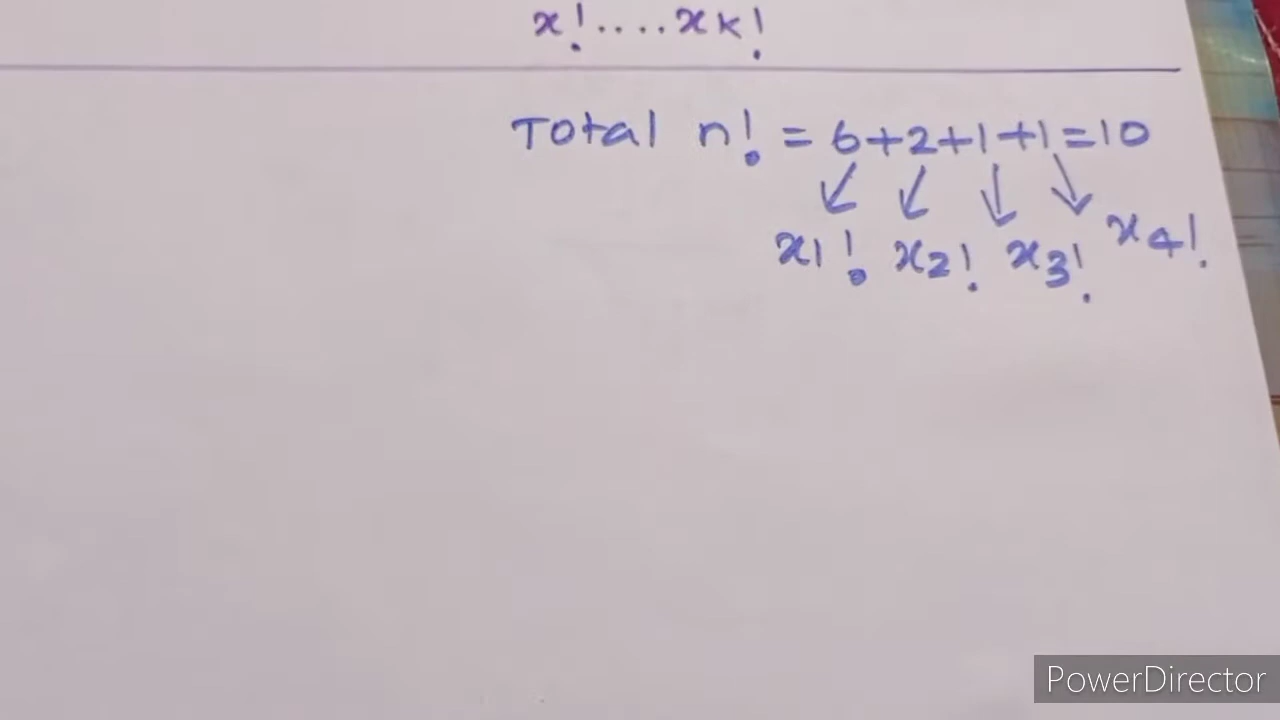 x!....xk!
Total n! = 6+2+1+1=10
x1! x2! x3! x4!
PowerDirector